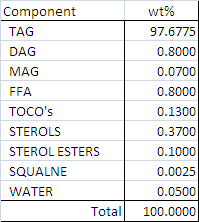 Component wt%
TAG 97.6775
DAG 0.8000
MAG 0.0700
FFA 0.8000
TOCO's 0.1300
STEROLS 0.3700
STEROL ESTERS 0.1000
SQUALNE 0.0025
WATER 0.0500
Total 100.0000